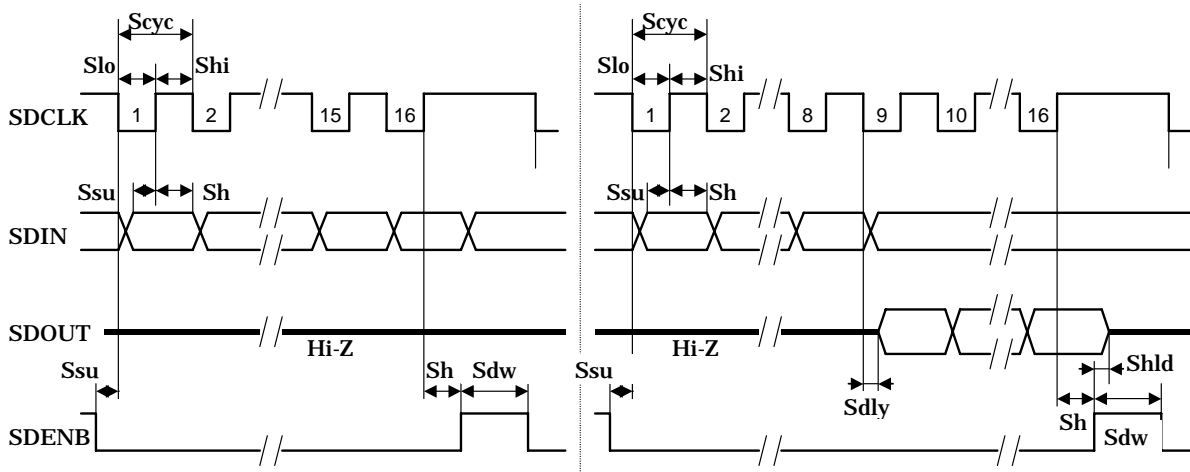 Scyc
Slo Shi
SDCLK 1 2 15 16
Ssu Sh
SDIN
SDOUT
Hi-Z
Ssu Sh Sdw
SDENB
Scyc
Slo Shi
1 2 8 9 10 16
Ssu Sh
Hi-Z
Ssu Shld
Sdly Sh Sdw